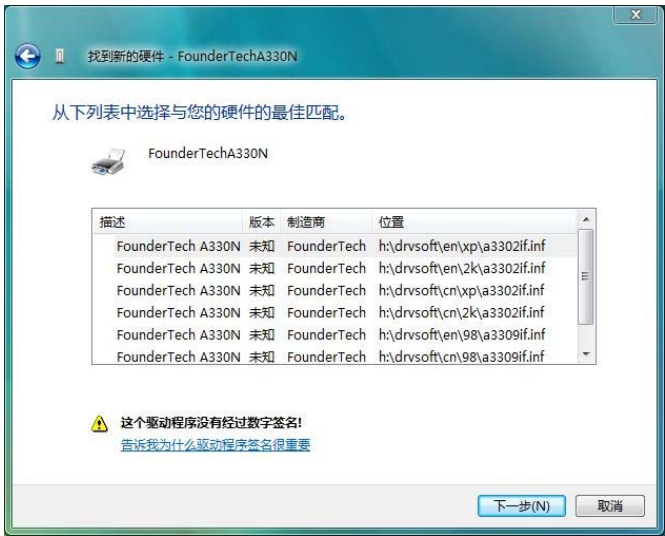 找到新的硬件 - FounderTechA330N
从下列表中选择与您的硬件的最佳匹配。
FounderTechA330N
描述 版本 制造商 位置
FounderTech A330N 未知 FounderTech h:\drvsoft\en\xp\a3302if.inf
FounderTech A330N 未知 FounderTech h:\drvsoft\en\2k\a3302if.inf
FounderTech A330N 未知 FounderTech h:\drvsoft\cn\xp\a3302if.inf
FounderTech A330N 未知 FounderTech h:\drvsoft\cn\2k\a3302if.inf
FounderTech A330N 未知 FounderTech h:\drvsoft\en\98\a3309if.inf
FounderTech A330N 未知 FounderTech h:\drvsoft\cn\98\a3309if.inf
这个驱动程序没有经过数字签名!
告诉我为什么驱动程序签名很重要
下一步(N) 取消